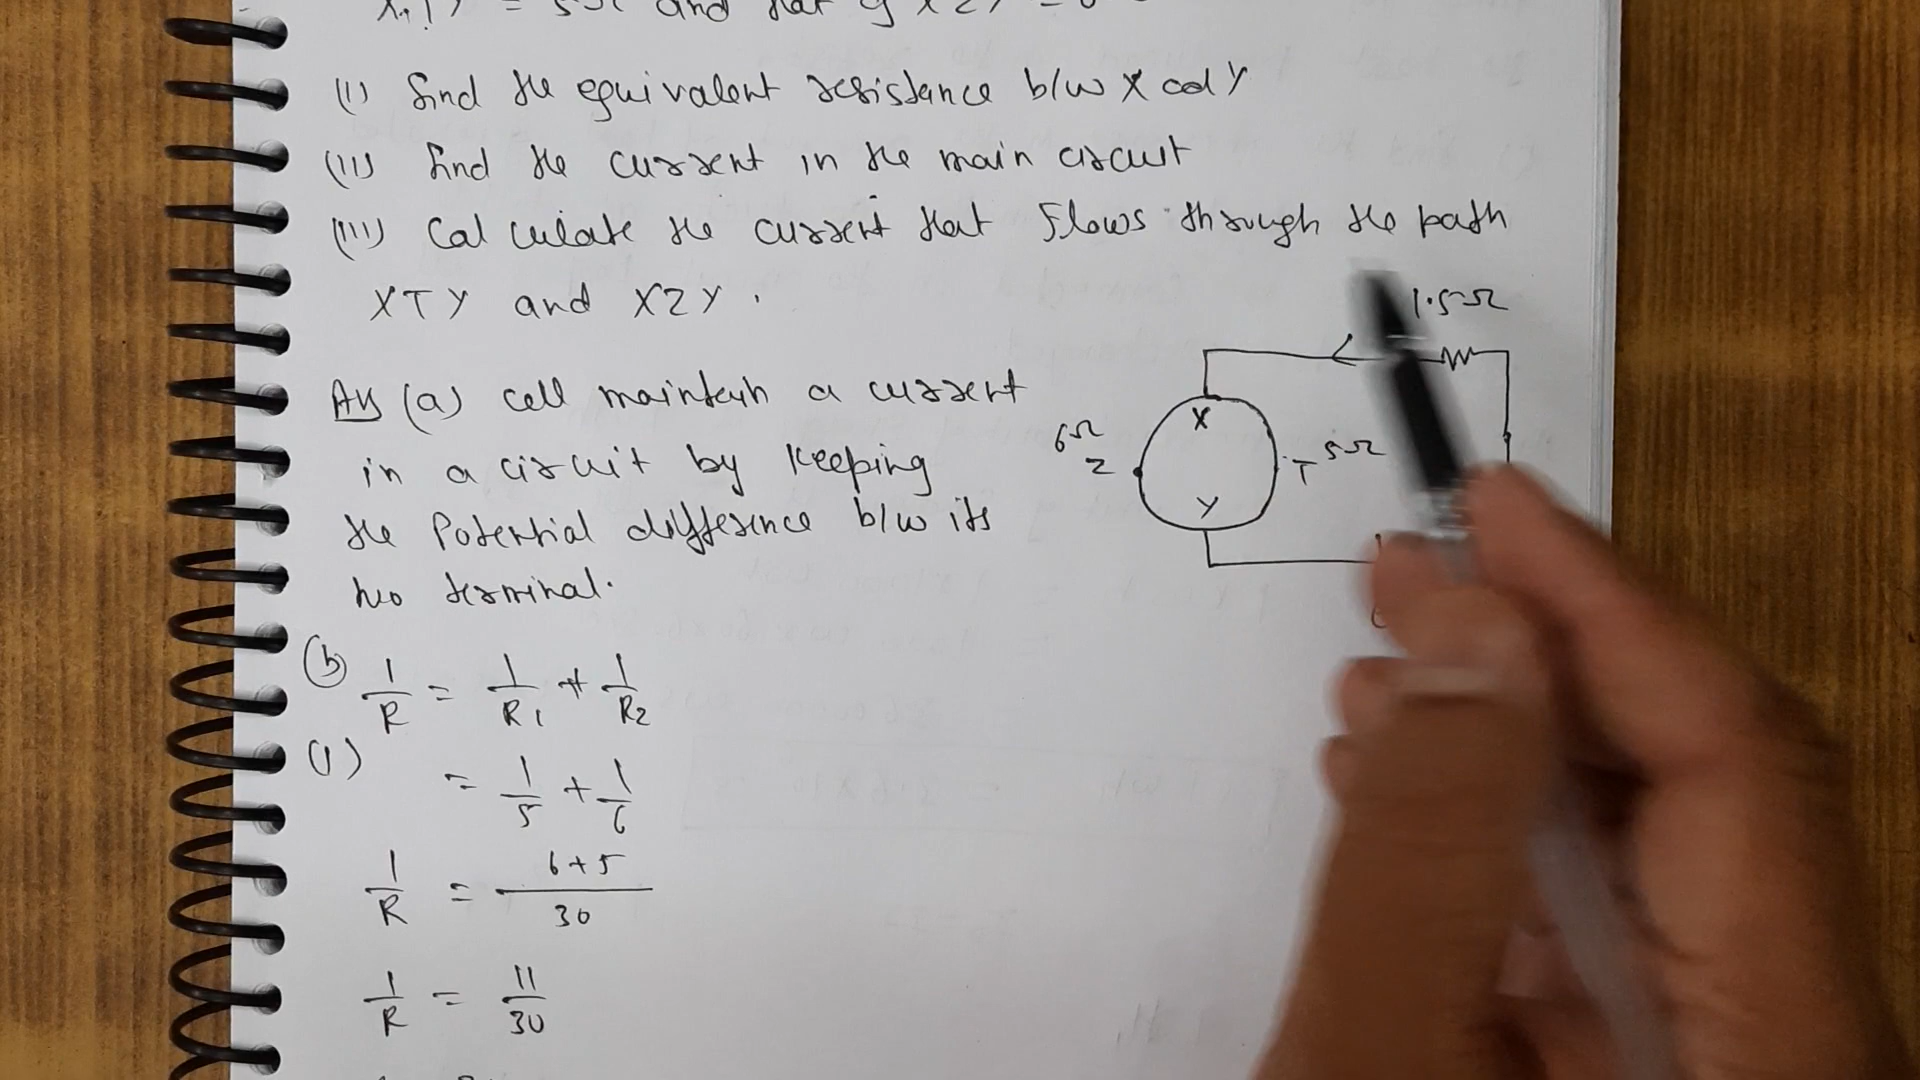 = 5Ω and
(I) find the equivalent resistance b/w X and Y
(II) find the current in the main circuit
(III) Calculate the current that flows through the path
XTY and XZY.
1.5Ω
Ans (a) cell maintain a current
in a circuit by keeping
the Potential difference b/w its
two terminal.
X
6Ω
Z
T 5Ω
Y
(b) 1/R = 1/R1 + 1/R2
(I) = 1/5 + 1/6
1/R = 6+5/30
1/R = 11/30